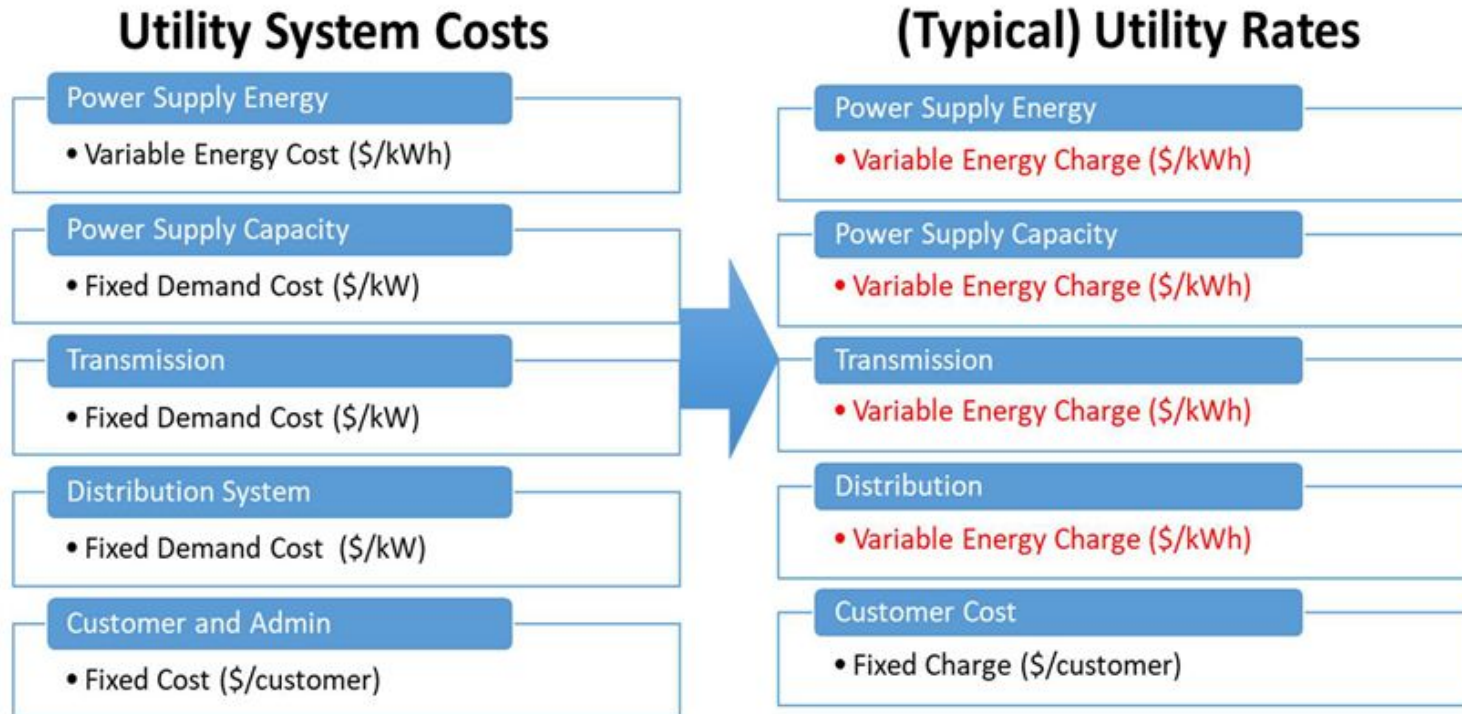 Utility System Costs
Power Supply Energy
• Variable Energy Cost ($/kWh)
Power Supply Capacity
• Fixed Demand Cost ($/kW)
Transmission
• Fixed Demand Cost ($/kW)
Distribution System
• Fixed Demand Cost ($/kW)
Customer and Admin
• Fixed Cost ($/customer)
(Typical) Utility Rates
Power Supply Energy
• Variable Energy Charge ($/kWh)
Power Supply Capacity
• Variable Energy Charge ($/kWh)
Transmission
• Variable Energy Charge ($/kWh)
Distribution
• Variable Energy Charge ($/kWh)
Customer Cost
• Fixed Charge ($/customer)